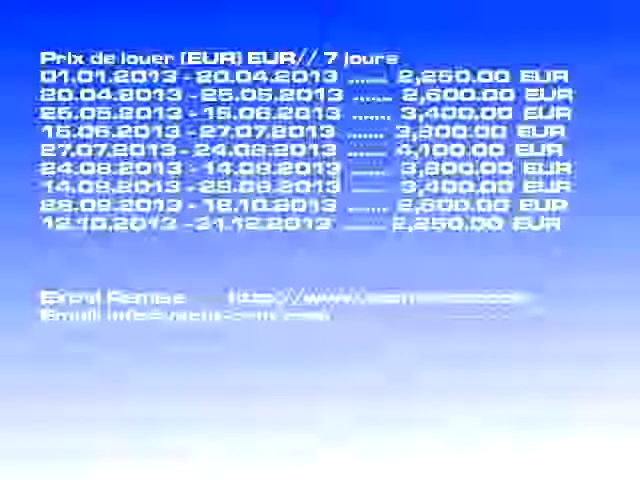 Prix de louer (EUR) EUR// 7 jours
01.01.2013 - 20.04.2013 ...... 2,250.00 EUR
20.04.2013 - 25.05.2013 ...... 2,600.00 EUR
25.05.2013 - 15.06.2013 ...... 3,400.00 EUR
15.06.2013 - 27.07.2013 ...... 3,800.00 EUR
27.07.2013 - 24.08.2013 ...... 4,100.00 EUR
24.08.2013 - 14.09.2013 ...... 3,800.00 EUR
14.09.2013 - 28.09.2013 ...... 3,400.00 EUR
28.09.2013 - 12.10.2013 ...... 2,600.00 EUR
12.10.2013 - 31.12.2013 ...... 2,250.00 EUR
Remise
Email: